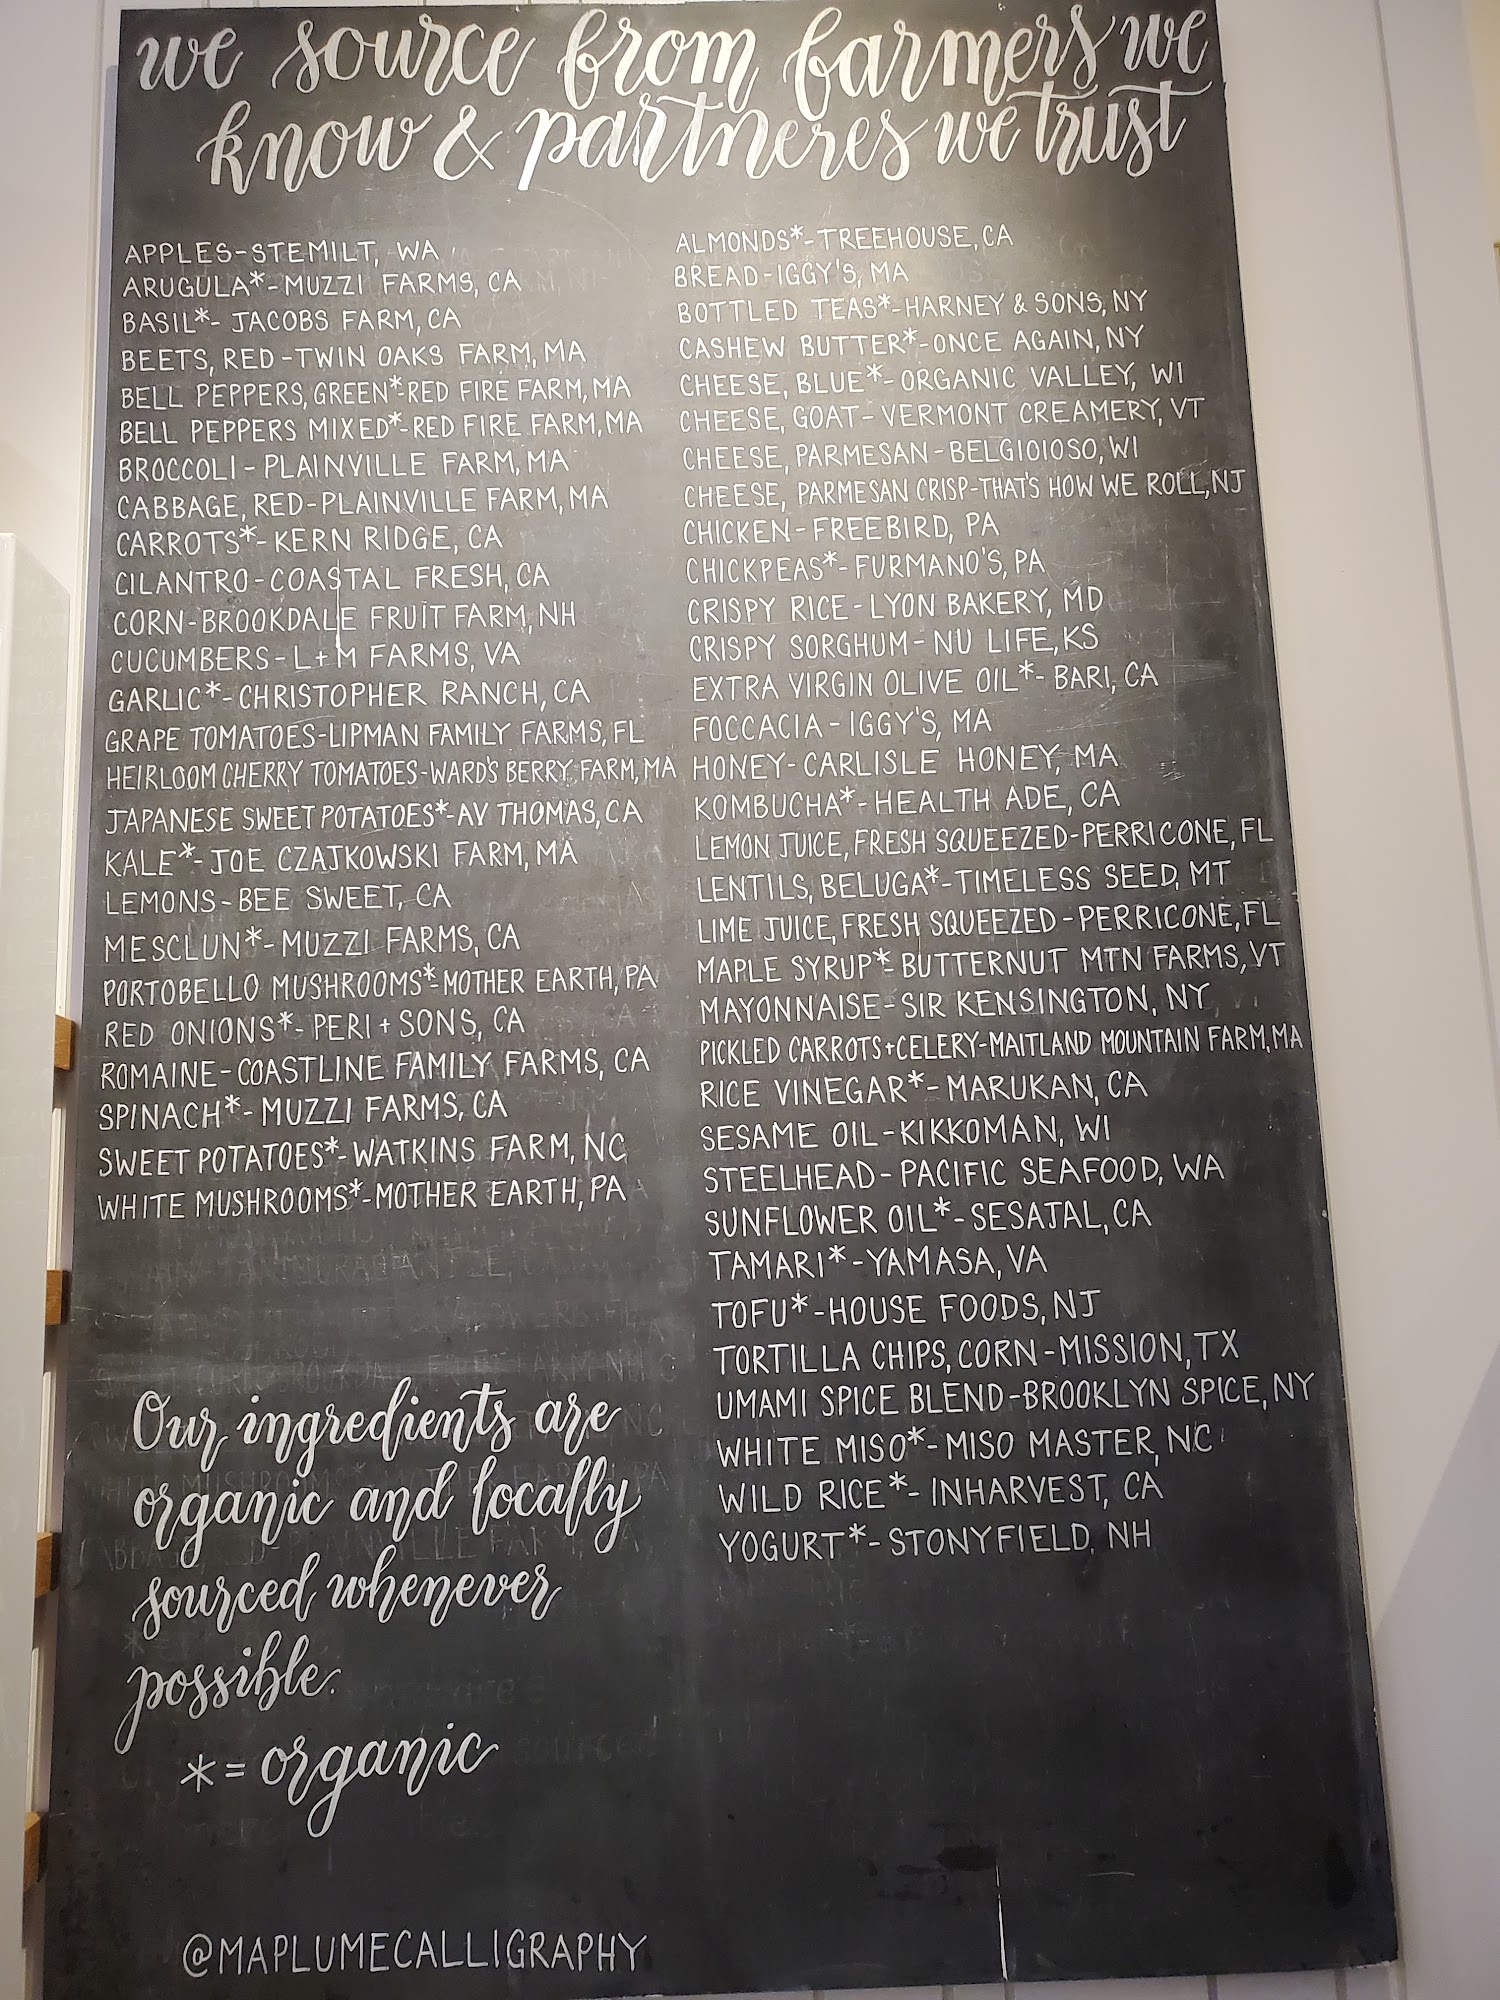 we source from farmers we
know & partneres we trust
APPLES-STEMILT, WA
ARUGULA*-MUZZI FARMS, CA
BASIL*- JACOBS FARM, CA
BEETS, RED-TWIN OAKS FARM, MA
BELL PEPPERS, GREEN*-RED FIRE FARM, MA
BELL PEPPERS MIXED*-RED FIRE FARM, MA
BROCCOLI-PLAINVILLE FARM, MA
CABBAGE, RED-PLAINVILLE FARM, MA
CARROTS*-KERN RIDGE, CA
CILANTRO-COASTAL FRESH, CA
CORN-BROOKDALE FRUIT FARM, NH
CUCUMBERS-L+M FARMS, VA
GARLIC*-CHRISTOPHER RANCH, CA
GRAPE TOMATOES-LIPMAN FAMILY FARMS, FL
HEIRLOOM CHERRY TOMATOES-WARD'S BERRY FARM, MA
JAPANESE SWEET POTATOES*-AV THOMAS, CA
KALE*-JOE CZAJKOWSKI FARM, MA
LEMONS-BEE SWEET, CA
MESCLUN*-MUZZI FARMS, CA
PORTOBELLO MUSHROOMS*-MOTHER EARTH, PA
RED ONIONS*-PERI+SONS, CA
ROMAINE-COASTLINE FAMILY FARMS, CA
SPINACH*-MUZZI FARMS, CA
SWEET POTATOES*-WATKINS FARM, NC
WHITE MUSHROOMS*-MOTHER EARTH, PA
Our ingredients are
organic and locally
sourced whenever
possible.
*= organic
@MAPLUMECALLIGRAPHY
ALMONDS*-TREEHOUSE, CA
BREAD-IGGY'S, MA
BOTTLED TEAS*-HARNEY & SONS, NY
CASHEW BUTTER*-ONCE AGAIN, NY
CHEESE, BLUE*-ORGANIC VALLEY, WI
CHEESE, GOAT-VERMONT CREAMERY, VT
CHEESE, PARMESAN-BELGIOIOSO, WI
CHEESE, PARMESAN CRISP-THAT'S HOW WE ROLL, NJ
CHICKEN-FREEBIRD, PA
CHICKPEAS*-FURMANO'S, PA
CRISPY RICE-LYON BAKERY, MD
CRISPY SORGHUM-NU LIFE, KS
EXTRA VIRGIN OLIVE OIL*-BARI, CA
FOCCACIA-IGGY'S, MA
HONEY-CARLISLE HONEY, MA
KOMBUCHA*-HEALTH ADE, CA
LEMON JUICE, FRESH SQUEEZED-PERRICONE, FL
LENTILS, BELUGA*-TIMELESS SEED, MT
LIME JUICE, FRESH SQUEEZED-PERRICONE, FL
MAPLE SYRUP*-BUTTERNUT MTN FARMS, VT
MAYONNAISE-SIR KENSINGTON, NY
PICKLED CARROTS+CELERY-MAITLAND MOUNTAIN FARM, MA
RICE VINEGAR*-MARUKAN, CA
SESAME OIL-KIKKOMAN, WI
STEELHEAD-PACIFIC SEAFOOD, WA
SUNFLOWER OIL*-SESAJAL, CA
TAMARI*-YAMASA, VA
TOFU*-HOUSE FOODS, NJ
TORTILLA CHIPS, CORN-MISSION, TX
UMAMI SPICE BLEND-BROOKLYN SPICE, NY
WHITE MISO*-MISO MASTER, NC
WILD RICE*-INHARVEST, CA
YOGURT*-STONYFIELD, NH